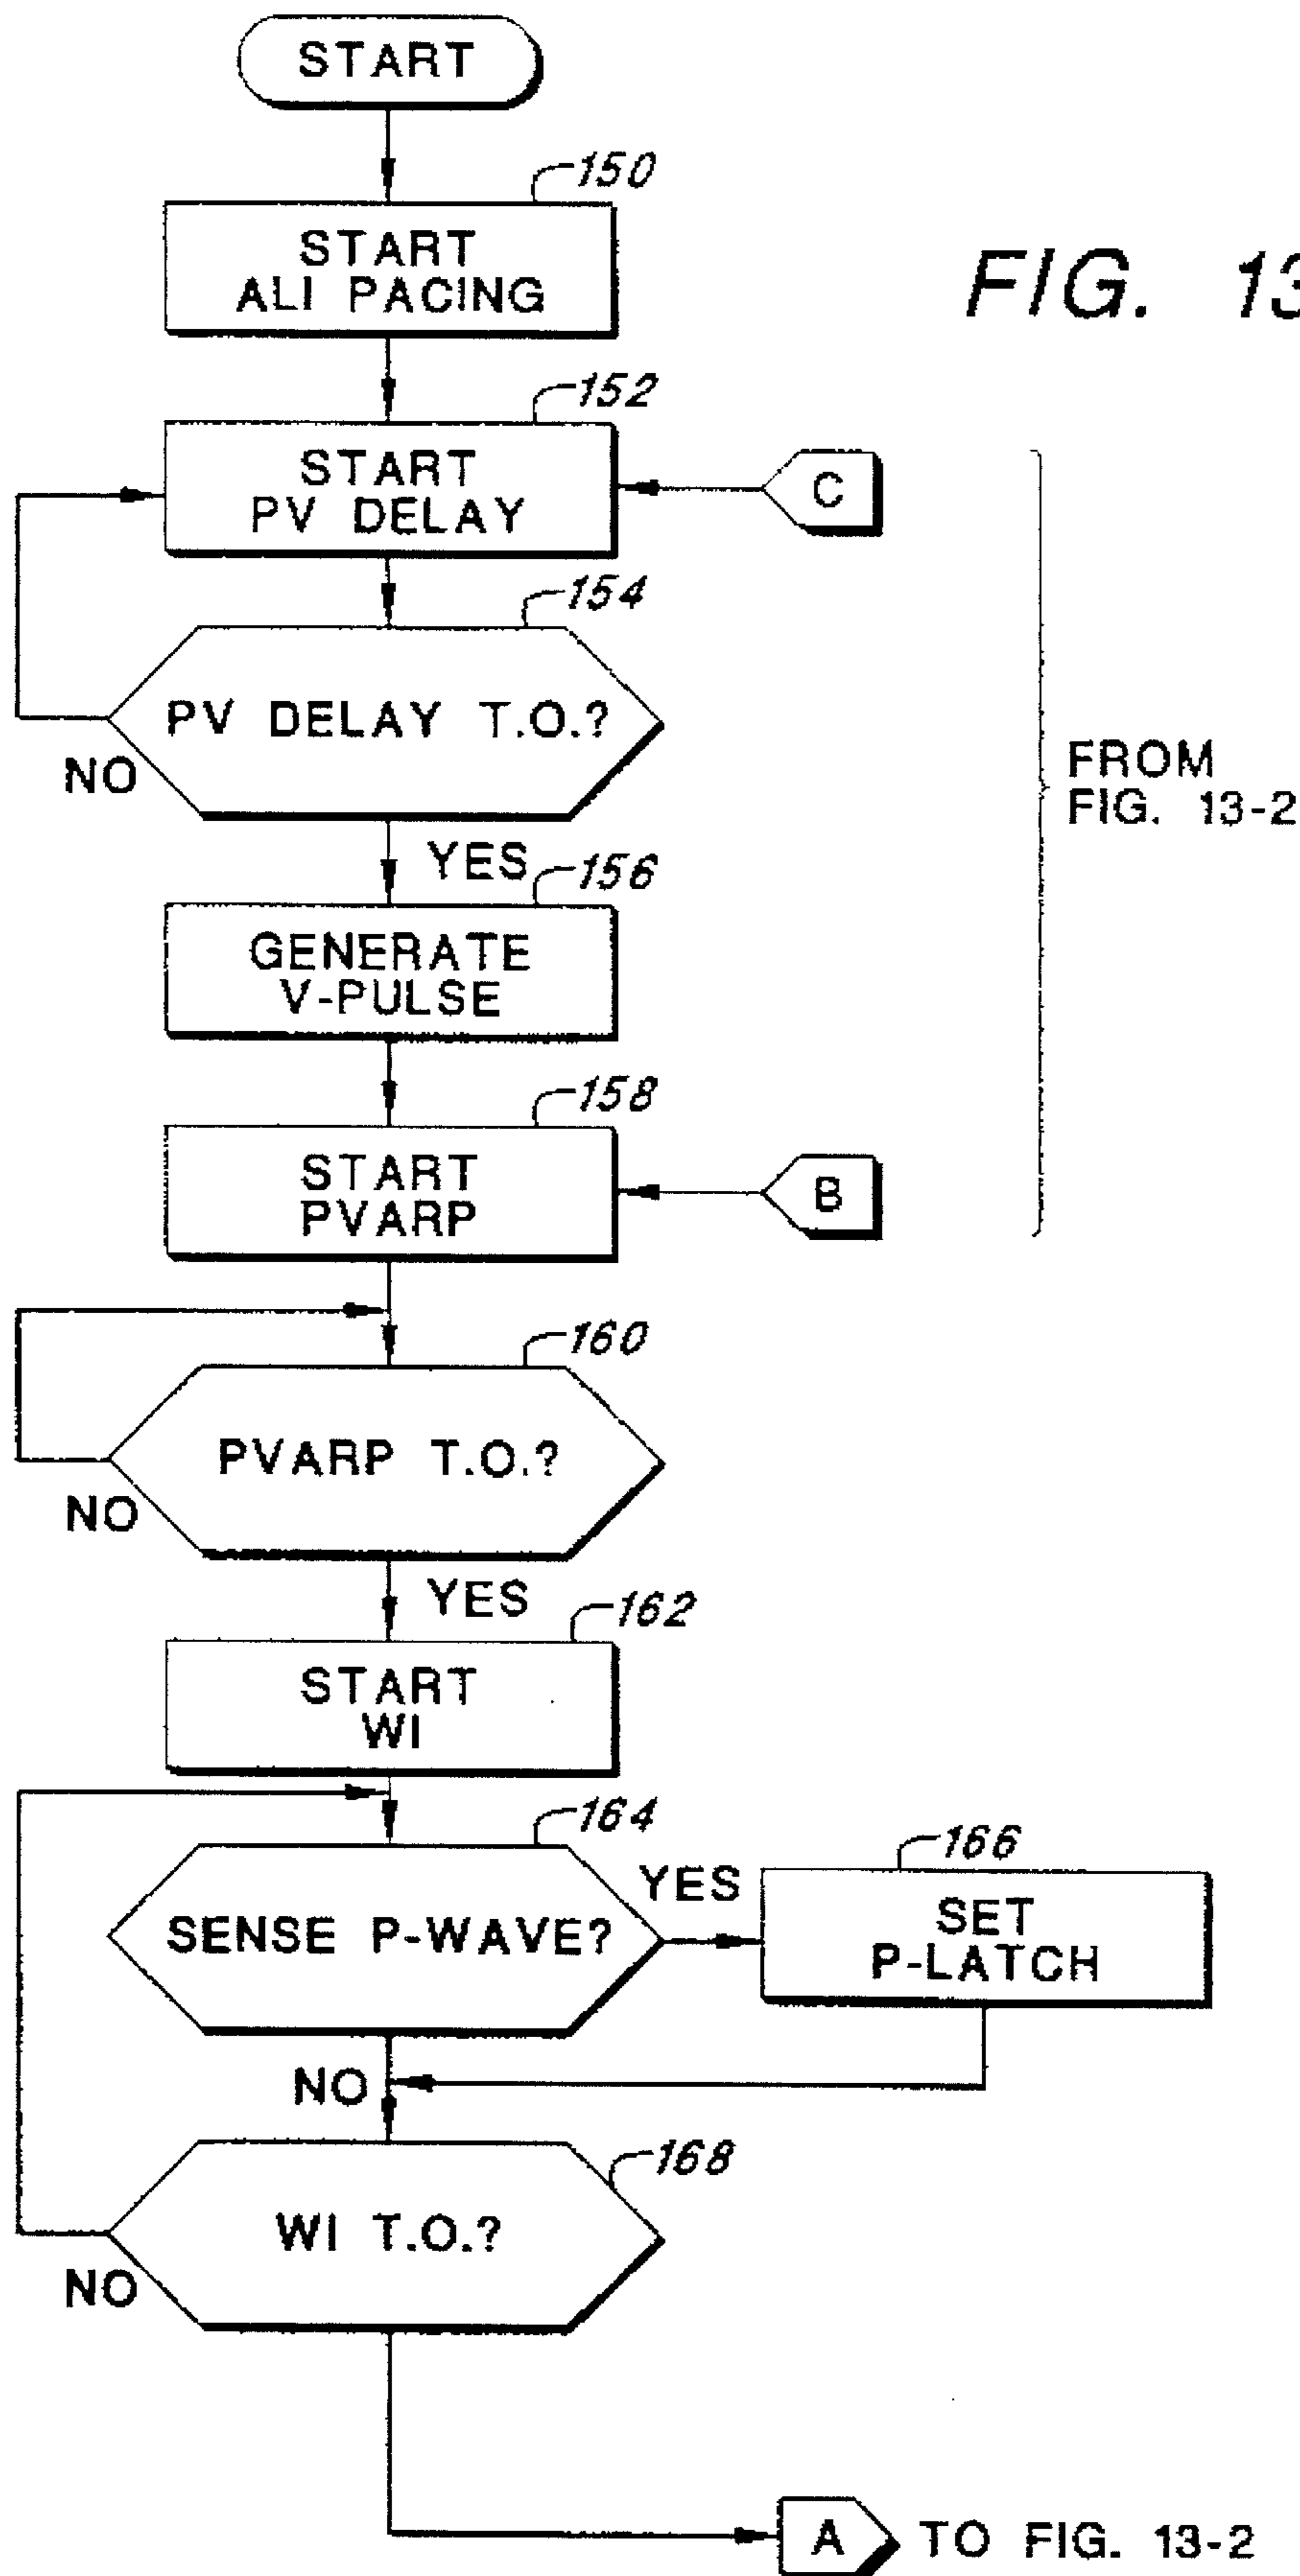 START
150
START
ALI PACING
FIG. 13
152
START
PV DELAY
C
154
PV DELAY T.O.?
NO
FROM
FIG. 13-2
YES
156
GENERATE
V-PULSE
158
START
PVARP
B
160
PVARP T.O.?
NO
YES
162
START
WI
164
SENSE P-WAVE?
YES
166
SET
P-LATCH
NO
168
WI T.O.?
NO
A
TO FIG. 13-2